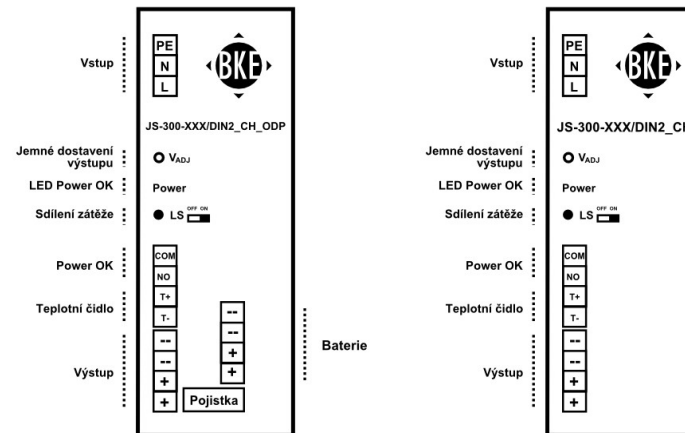 Vstup
PE
N
L
BKE
JS-300-XXX/DIN2_CH_ODP
Jemné dostavení
výstupu
VADJ
LED Power OK
Power
Sdílení zátěže
LS
OFF ON
Power OK
COM
NO
Teplotní čidlo
T+
T-
Výstup
--
--
+
+
--
--
+
+
Baterie
Pojistka
Vstup
PE
N
L
BKE
JS-300-XXX/DIN2_CH
Jemné dostavení
výstupu
VADJ
LED Power OK
Power
Sdílení zátěže
LS
OFF ON
Power OK
COM
NO
Teplotní čidlo
T+
T-
Výstup
--
--
+
+